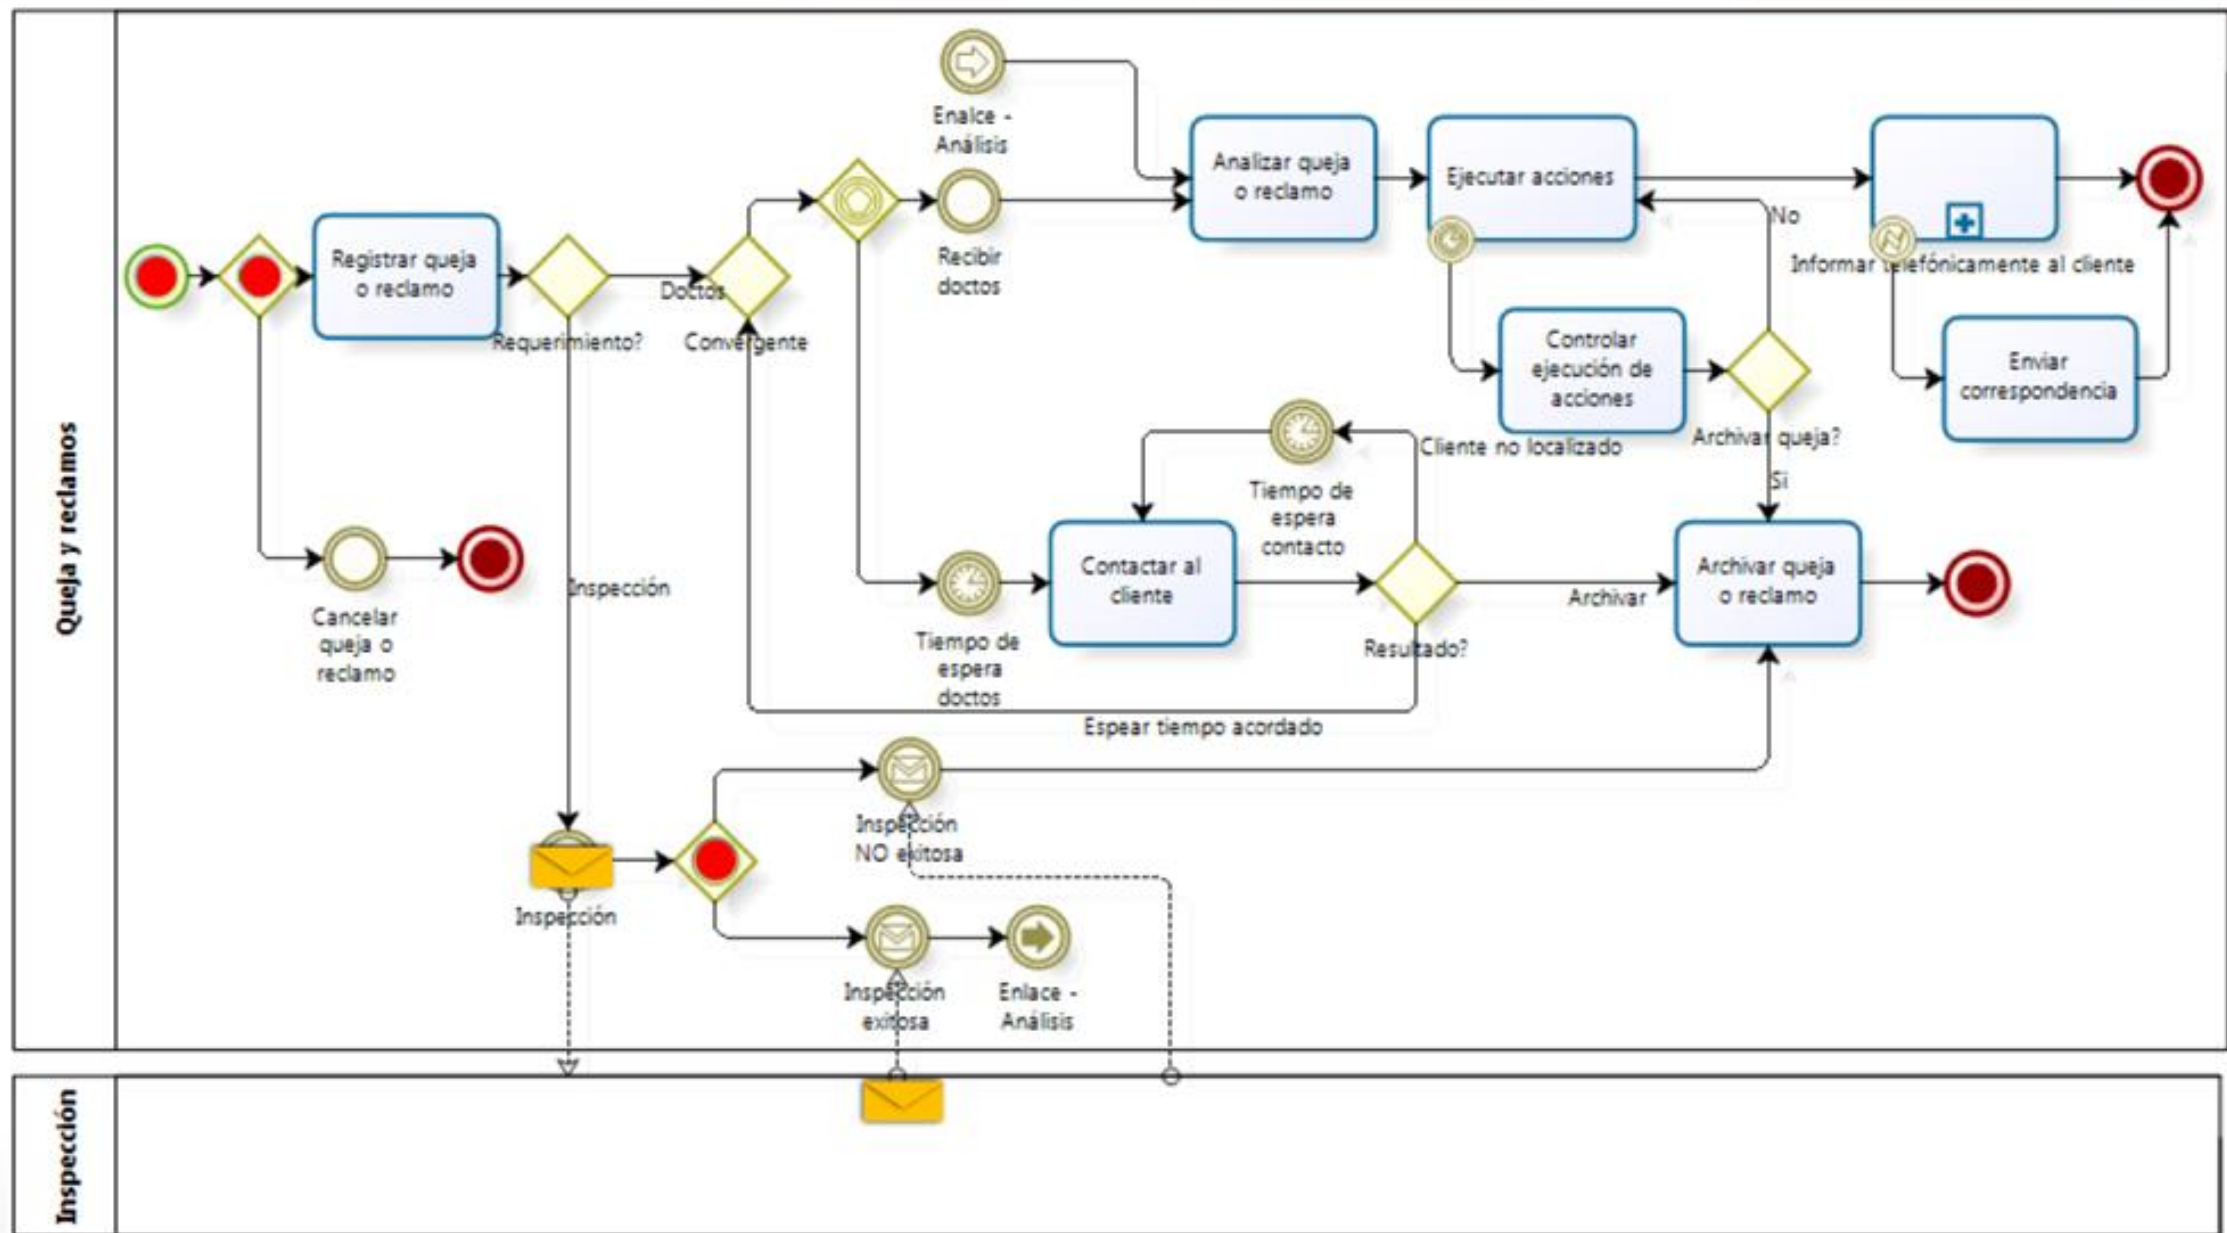 Queja y reclamos
Enalce -
Análisis
Analizar queja
o reclamo
Ejecutar acciones
No
Registrar queja
o reclamo
Doctos
Recibir
doctos
Informar telefónicamente al cliente
Requerimiento?
Convergente
Controlar
ejecución de
acciones
Enviar
correspondencia
Archivar queja?
Cliente no localizado
Si
Tiempo de
espera
contacto
Inspección
Contactar al
cliente
Archivar
Archivar queja
o reclamo
Cancelar
queja o
reclamo
Tiempo de
espera
doctos
Resultado?
Espear tiempo acordado
Inspección
NO exitosa
Inspección
Inspección
exitosa
Enlace -
Análisis
Inspección